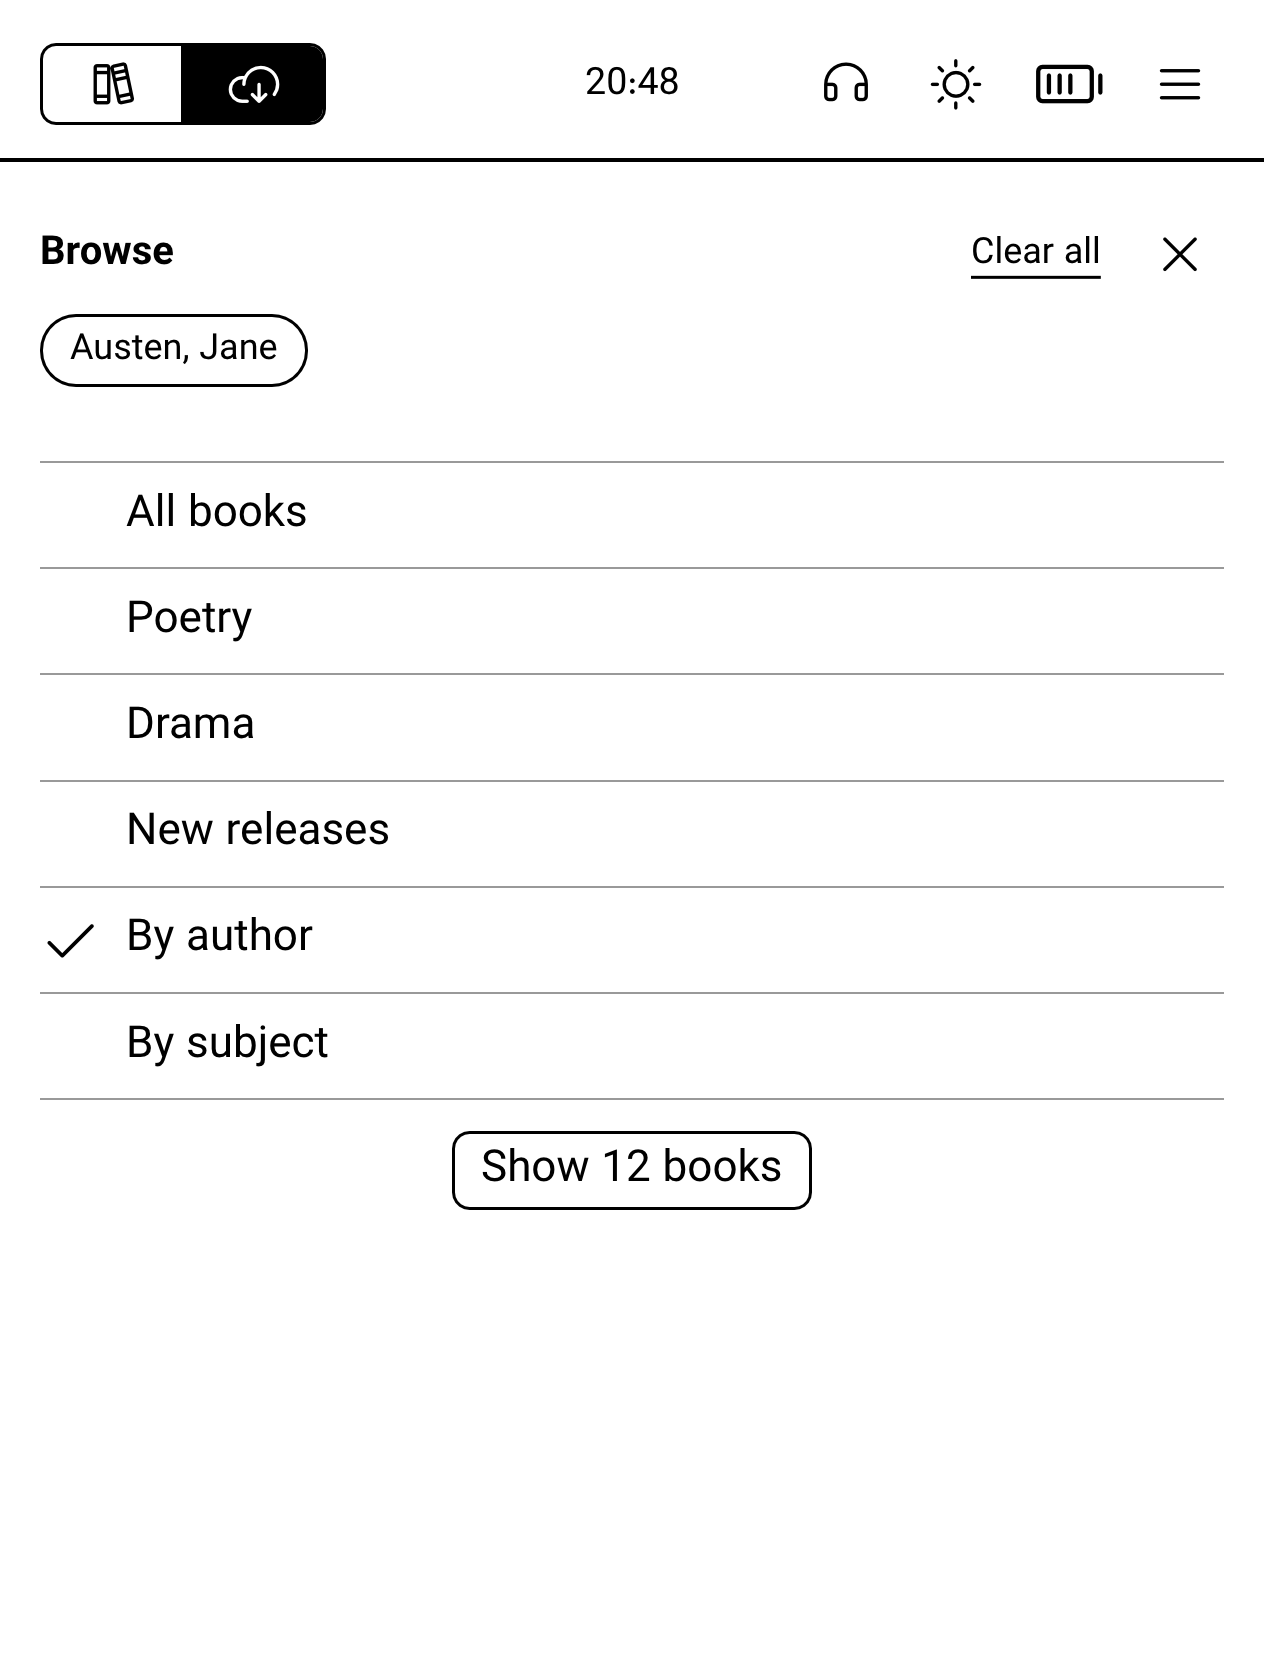 20:48
Browse
Clear all
Austen, Jane
All books
Poetry
Drama
New releases
By author
By subject
Show 12 books